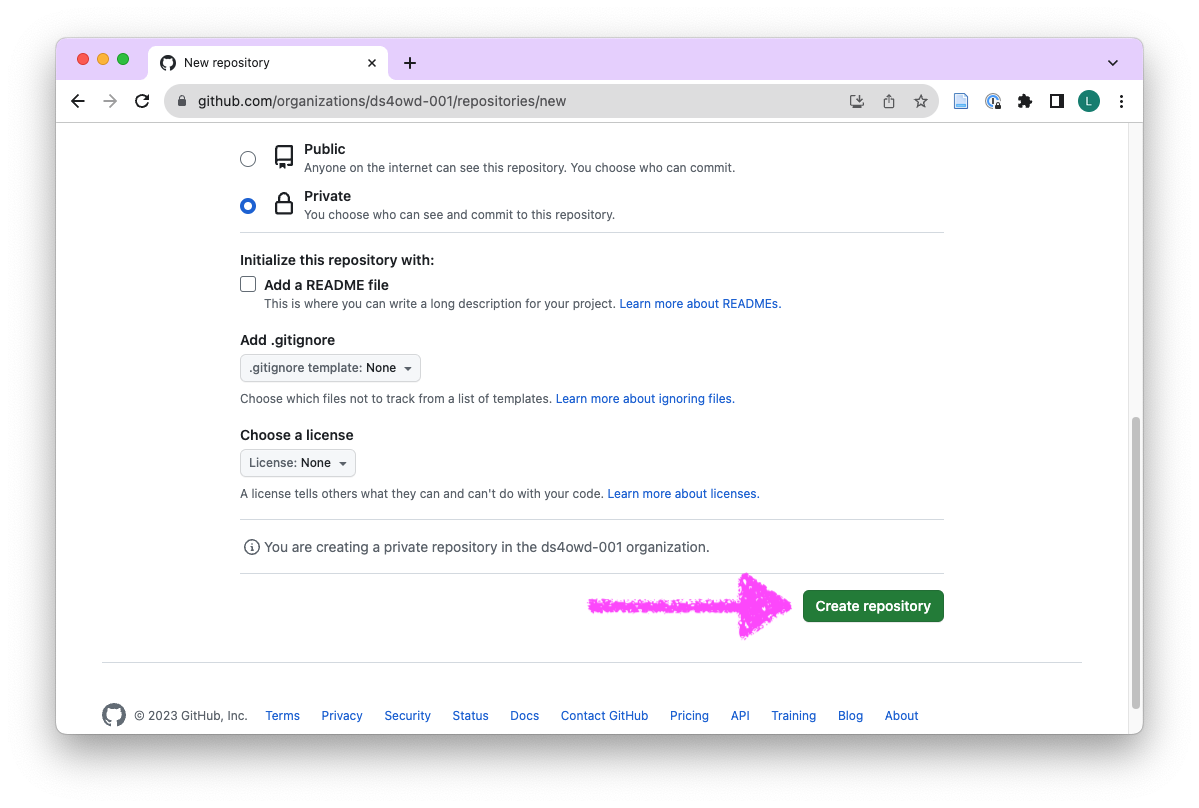 New repository
github.com/organizations/ds4owd-001/repositories/new
L
Public
Anyone on the internet can see this repository. You choose who can commit.
Private
You choose who can see and commit to this repository.
Initialize this repository with:
Add a README file
This is where you can write a long description for your project. Learn more about READMEs.
Add .gitignore
.gitignore template: None
Choose which files not to track from a list of templates. Learn more about ignoring files.
Choose a license
License: None
A license tells others what they can and can't do with your code. Learn more about licenses.
You are creating a private repository in the ds4owd-001 organization.
Create repository
© 2023 GitHub, Inc. Terms Privacy Security Status Docs Contact GitHub Pricing API Training Blog About